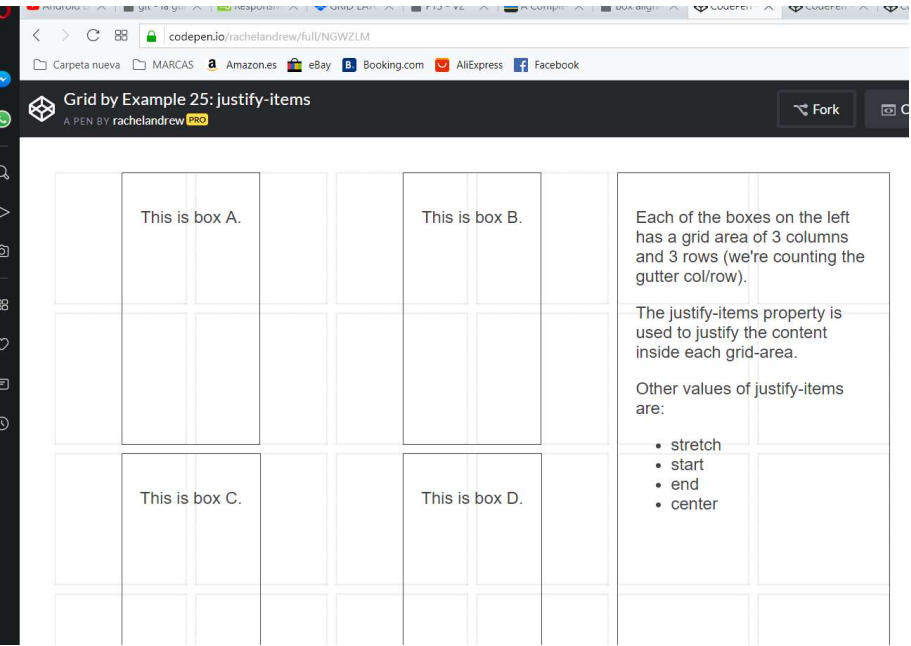 codepen.io/rachelandrew/full/NGWZLM
Carpeta nueva MARCAS Amazon.es eBay B. Booking.com AliExpress Facebook
Grid by Example 25: justify-items
A PEN BY rachelandrew PRO
Fork
This is box A.
This is box B.
Each of the boxes on the left
has a grid area of 3 columns
and 3 rows (we're counting the
gutter col/row).
The justify-items property is
used to justify the content
inside each grid-area.
Other values of justify-items
are:
• stretch
• start
• end
• center
This is box C.
This is box D.